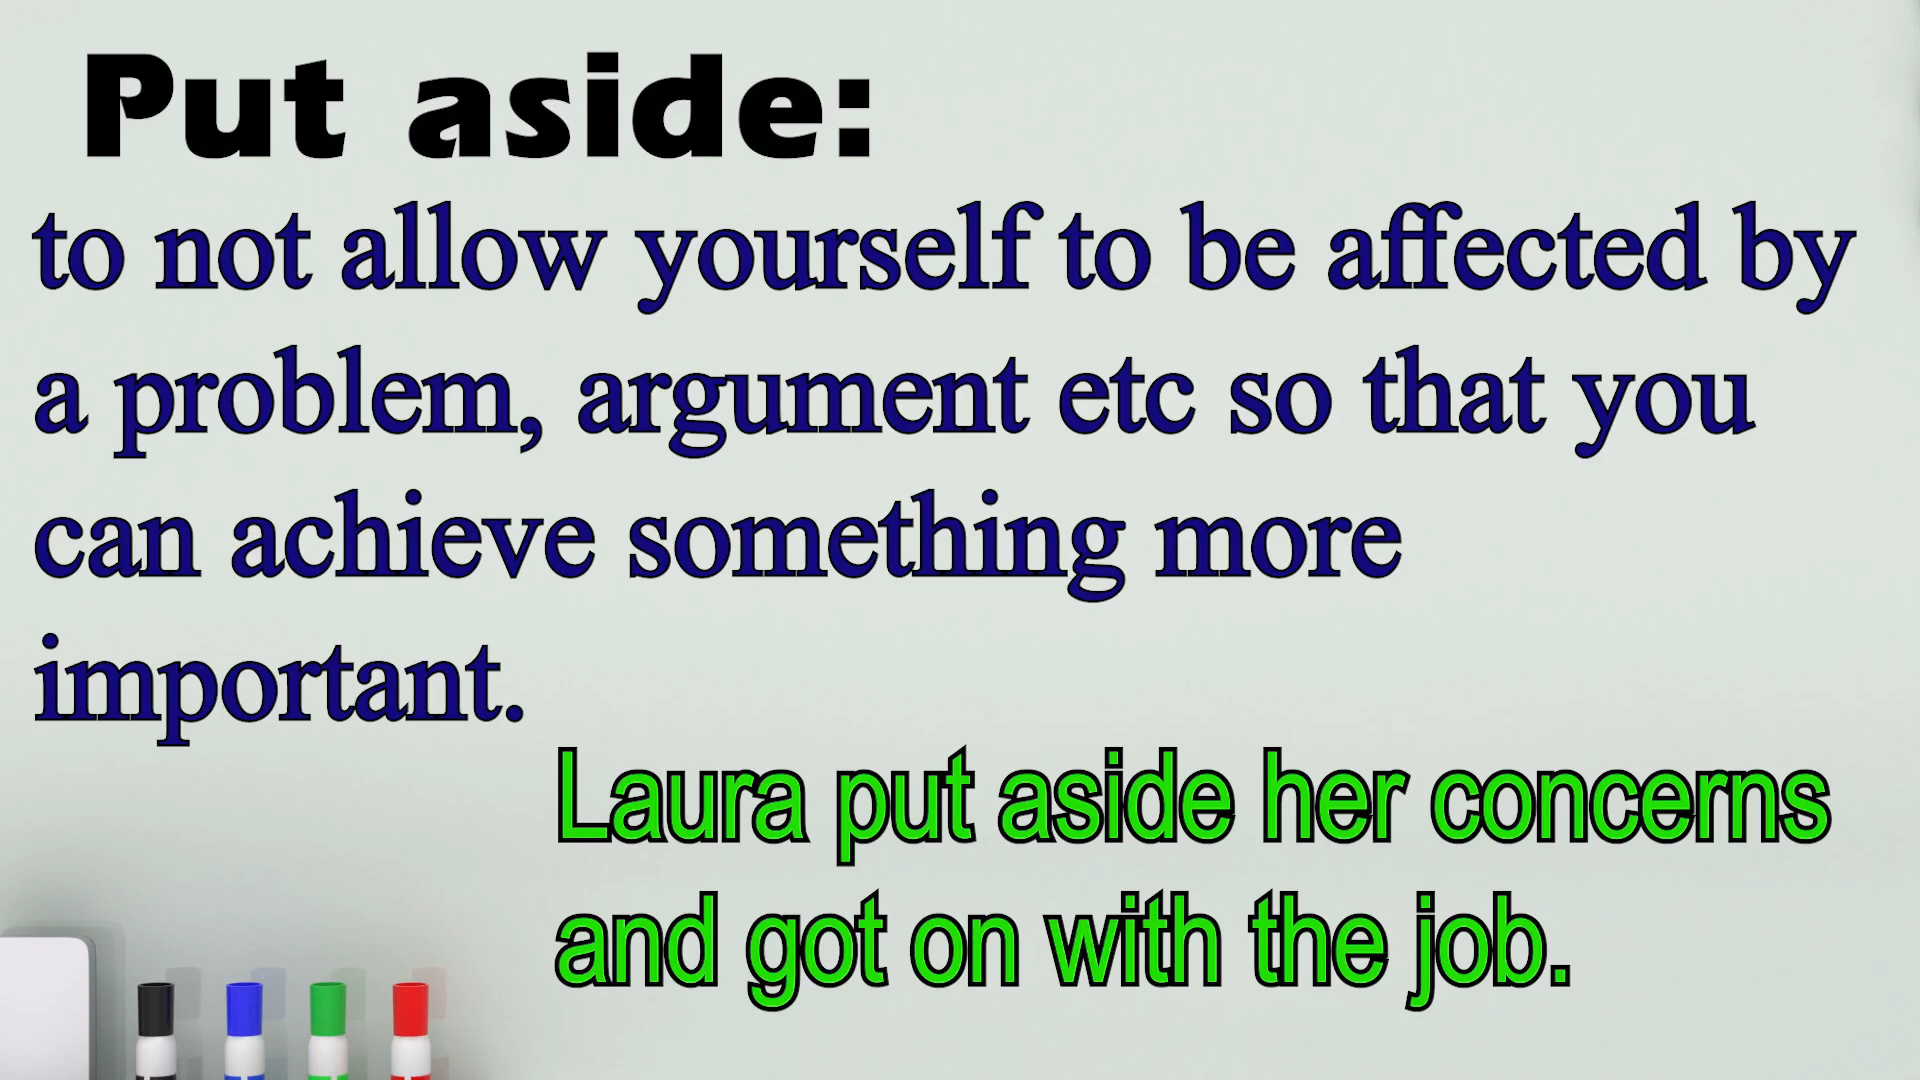 Put aside:
to not allow yourself to be affected by
a problem, argument etc so that you
can achieve something more
important.
Laura put aside her concerns
and got on with the job.